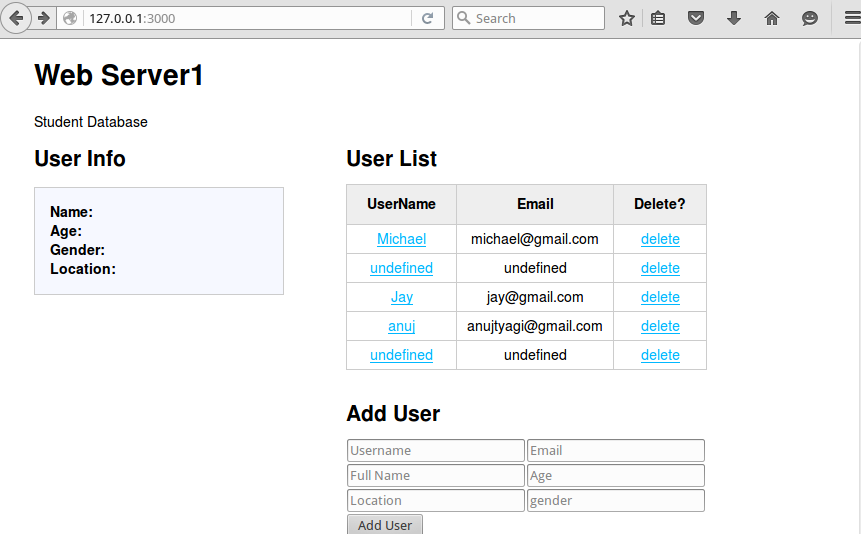 127.0.0.1:3000 Search
Web Server1
Student Database
User Info
Name:
Age:
Gender:
Location:
User List
UserName Email Delete?
Michael michael@gmail.com delete
undefined undefined delete
Jay jay@gmail.com delete
anuj anujtyagi@gmail.com delete
undefined undefined delete
Add User
Username Email
Full Name Age
Location gender
Add User